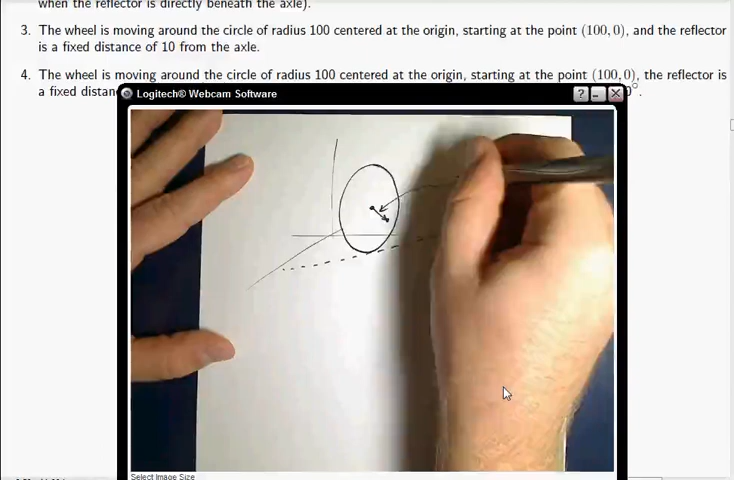 when the reflector is directly beneath the axle).
3. The wheel is moving around the circle of radius 100 centered at the origin, starting at the point (100, 0), and the reflector
is a fixed distance of 10 from the axle.
4. The wheel is moving around the circle of radius 100 centered at the origin, starting at the point (100, 0), the reflector is
a fixed distan 0°.
Logitech® Webcam Software
Select Image Size